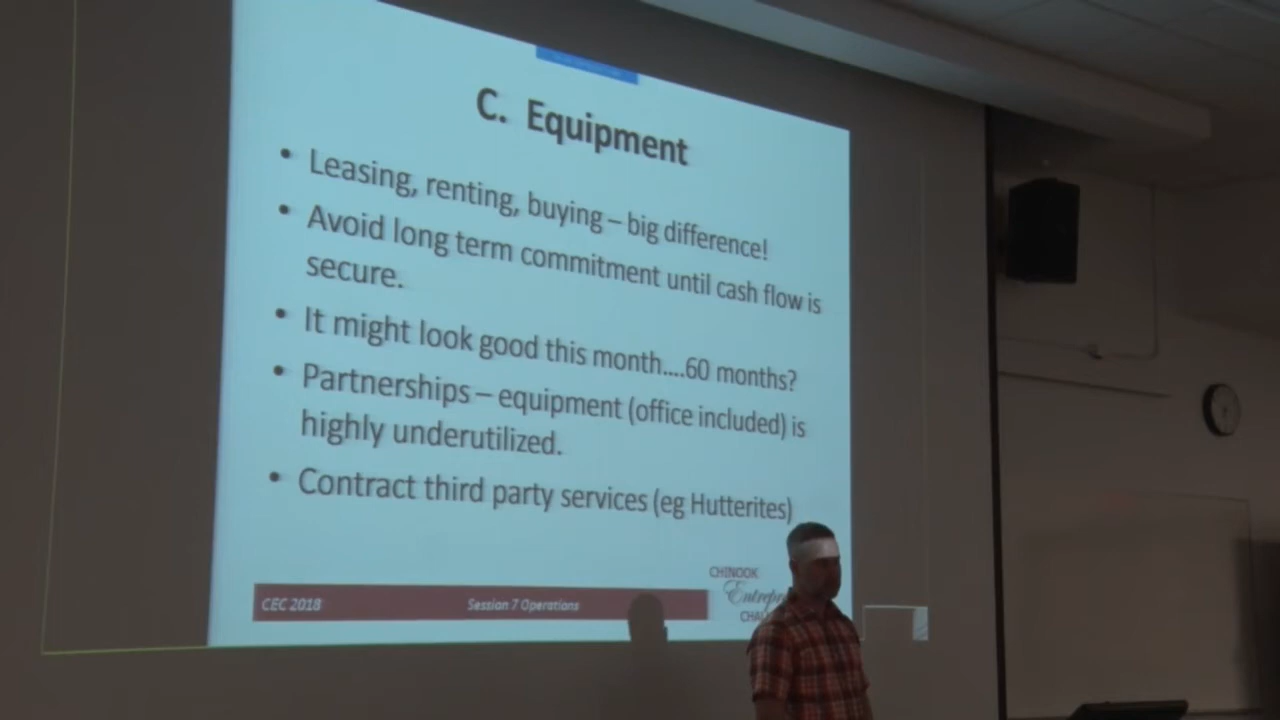 C. Equipment
• Leasing, renting, buying – big difference!
• Avoid long term commitment until cash flow is
secure.
• It might look good this month....60 months?
• Partnerships – equipment (office included) is
highly underutilized.
• Contract third party services (eg Hutterites)
CHINOOK
CEC 2018
Session 7 Operations